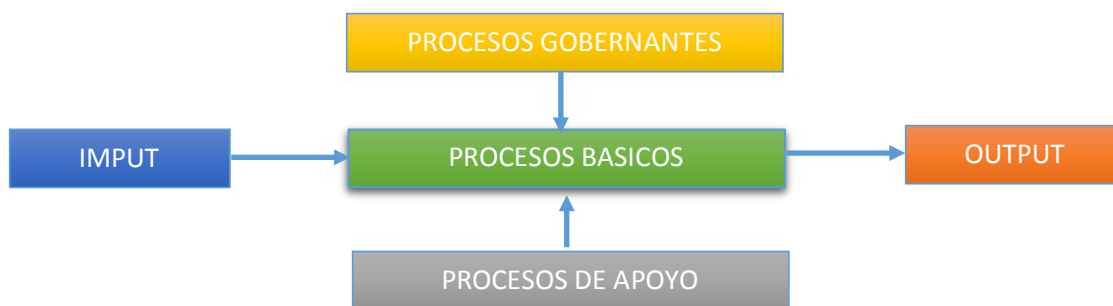 PROCESOS GOBERNANTES
IMPUT
PROCESOS BASICOS
OUTPUT
PROCESOS DE APOYO